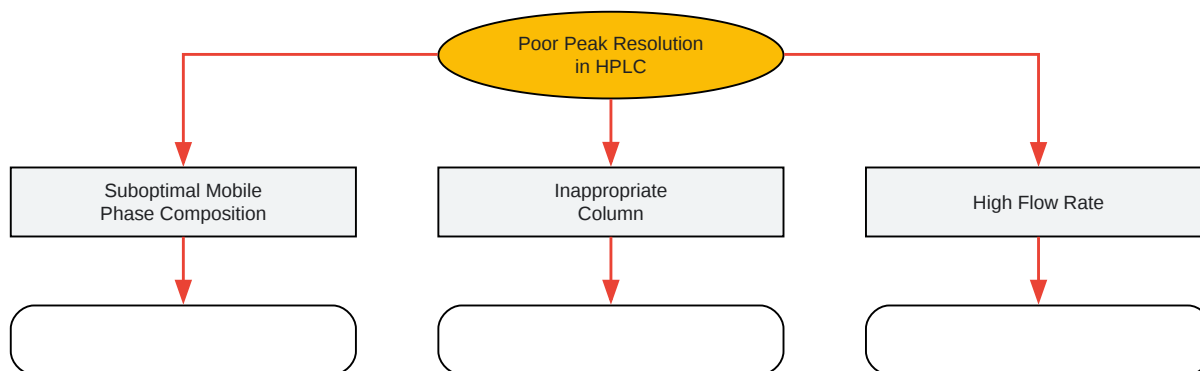 Poor Peak Resolution
in HPLC
Suboptimal Mobile
Phase Composition
Inappropriate
Column
High Flow Rate